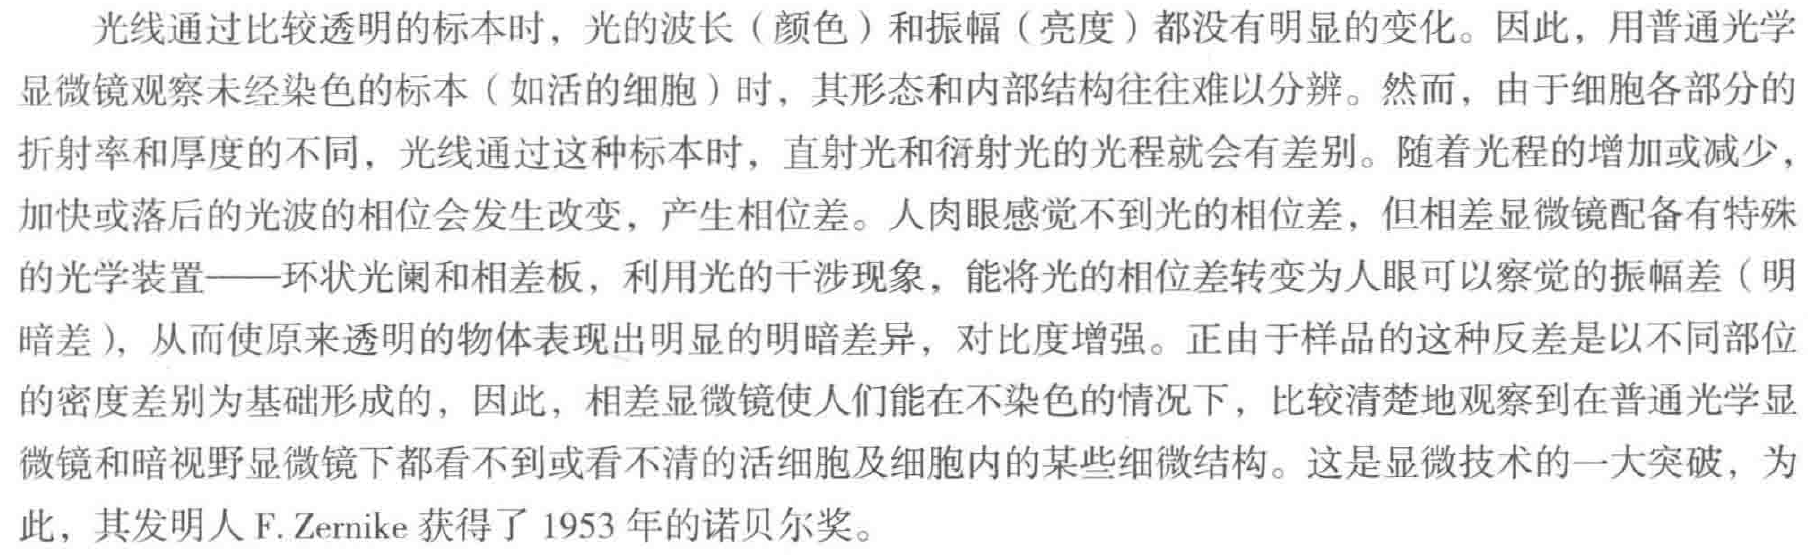 光线通过比较透明的标本时，光的波长（颜色）和振幅（亮度）都没有明显的变化。因此，用普通光学
显微镜观察未经染色的标本（如活的细胞）时，其形态和内部结构往往难以分辨。然而，由于细胞各部分的
折射率和厚度的不同，光线通过这种标本时，直射光和衍射光的光程就会有差别。随着光程的增加或减少，
加快或落后的光波的相位会发生改变，产生相位差。人肉眼感觉不到光的相位差，但相差显微镜配备有特殊
的光学装置——环状光阑和相差板，利用光的干涉现象，能将光的相位差转变为人眼可以察觉的振幅差（明
暗差），从而使原来透明的物体表现出明显的明暗差异，对比度增强。正由于样品的这种反差是以不同部位
的密度差别为基础形成的，因此，相差显微镜使人们能在不染色的情况下，比较清楚地观察到在普通光学显
微镜和暗视野显微镜下都看不到或看不清的活细胞及细胞内的某些细微结构。这是显微技术的一大突破，为
此，其发明人 F. Zernike 获得了 1953 年的诺贝尔奖。